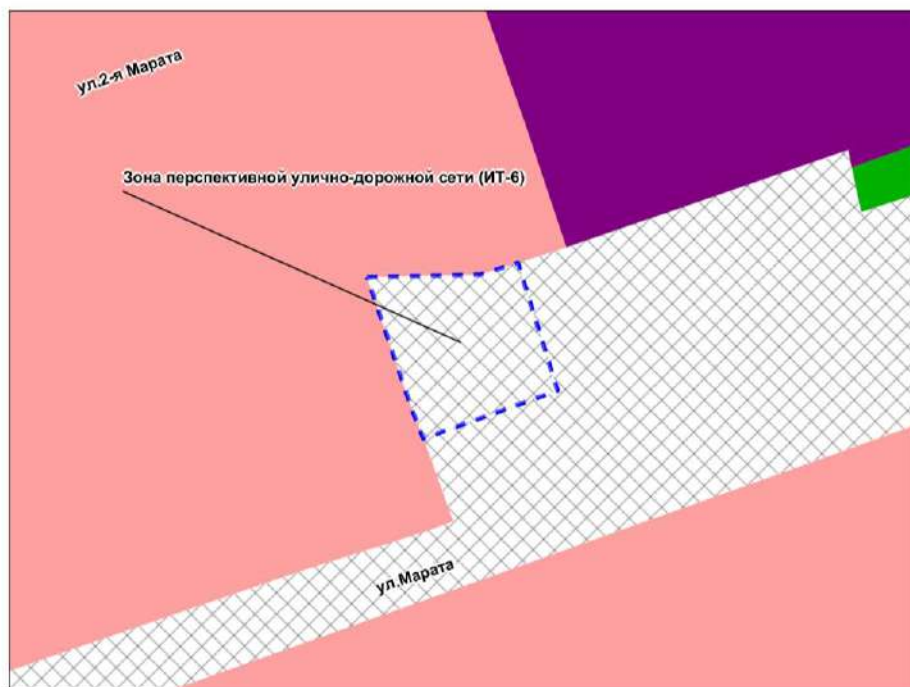 ул.2-я Марата
Зона перспективной улично-дорожной сети (ИТ-6)
ул.Марата